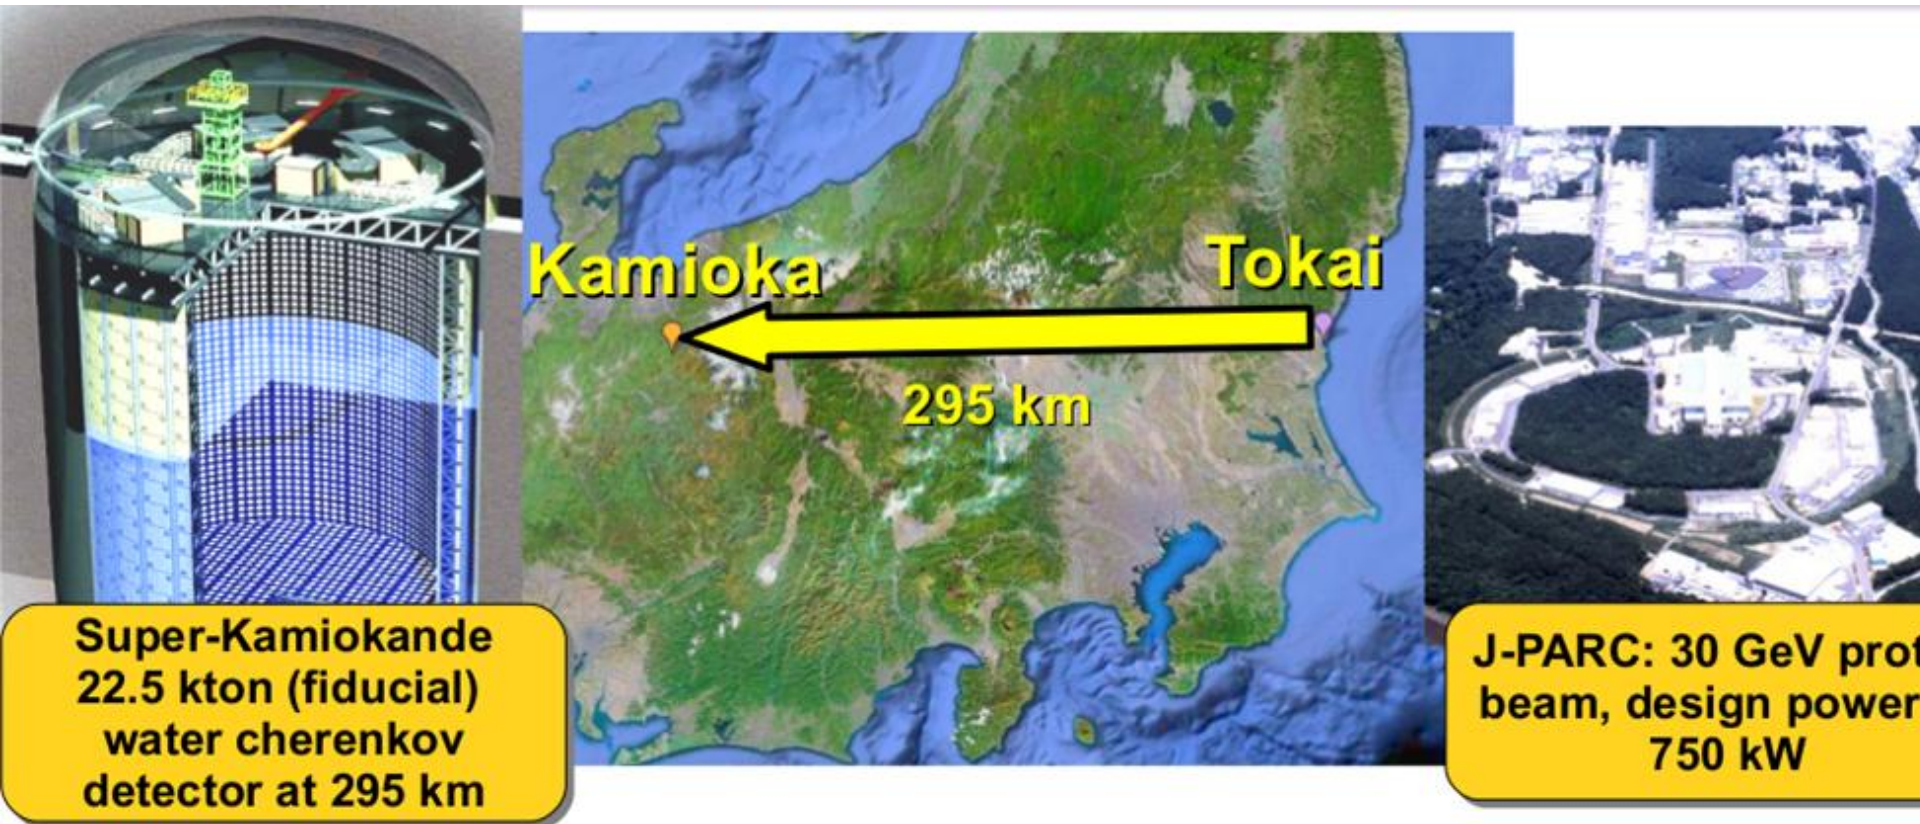 Kamioka
Tokai
295 km
Super-Kamiokande
22.5 kton (fiducial)
water cherenkov
detector at 295 km
J-PARC: 30 GeV prot
beam, design power
750 kW